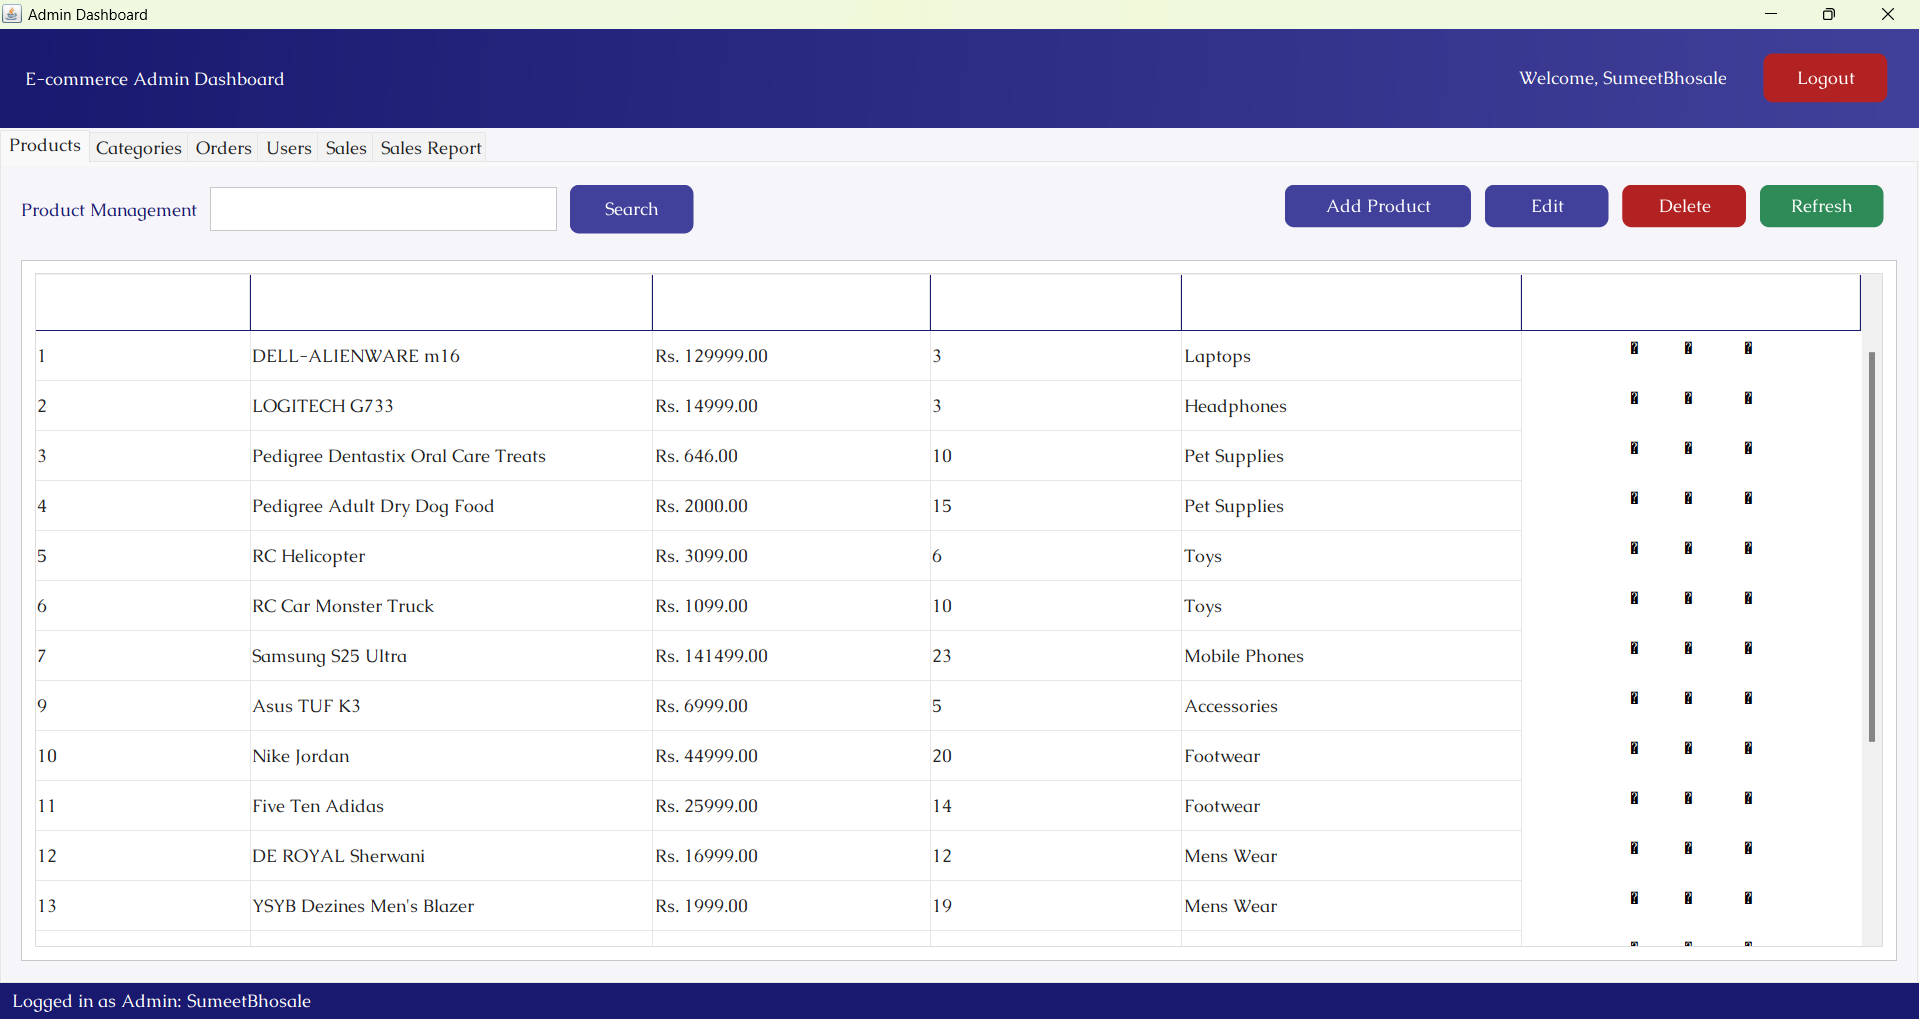 Admin Dashboard
E-commerce Admin Dashboard
Welcome, SumeetBhosale
Logout
Products Categories Orders Users Sales Sales Report
Product Management
Search
Add Product
Edit
Delete
Refresh
1 DELL-ALIENWARE m16 Rs. 129999.00 3 Laptops
2 LOGITECH G733 Rs. 14999.00 3 Headphones
3 Pedigree Dentastix Oral Care Treats Rs. 646.00 10 Pet Supplies
4 Pedigree Adult Dry Dog Food Rs. 2000.00 15 Pet Supplies
5 RC Helicopter Rs. 3099.00 6 Toys
6 RC Car Monster Truck Rs. 1099.00 10 Toys
7 Samsung S25 Ultra Rs. 141499.00 23 Mobile Phones
9 Asus TUF K3 Rs. 6999.00 5 Accessories
10 Nike Jordan Rs. 44999.00 20 Footwear
11 Five Ten Adidas Rs. 25999.00 14 Footwear
12 DE ROYAL Sherwani Rs. 16999.00 12 Mens Wear
13 YSYB Dezines Men's Blazer Rs. 1999.00 19 Mens Wear
Logged in as Admin: SumeetBhosale